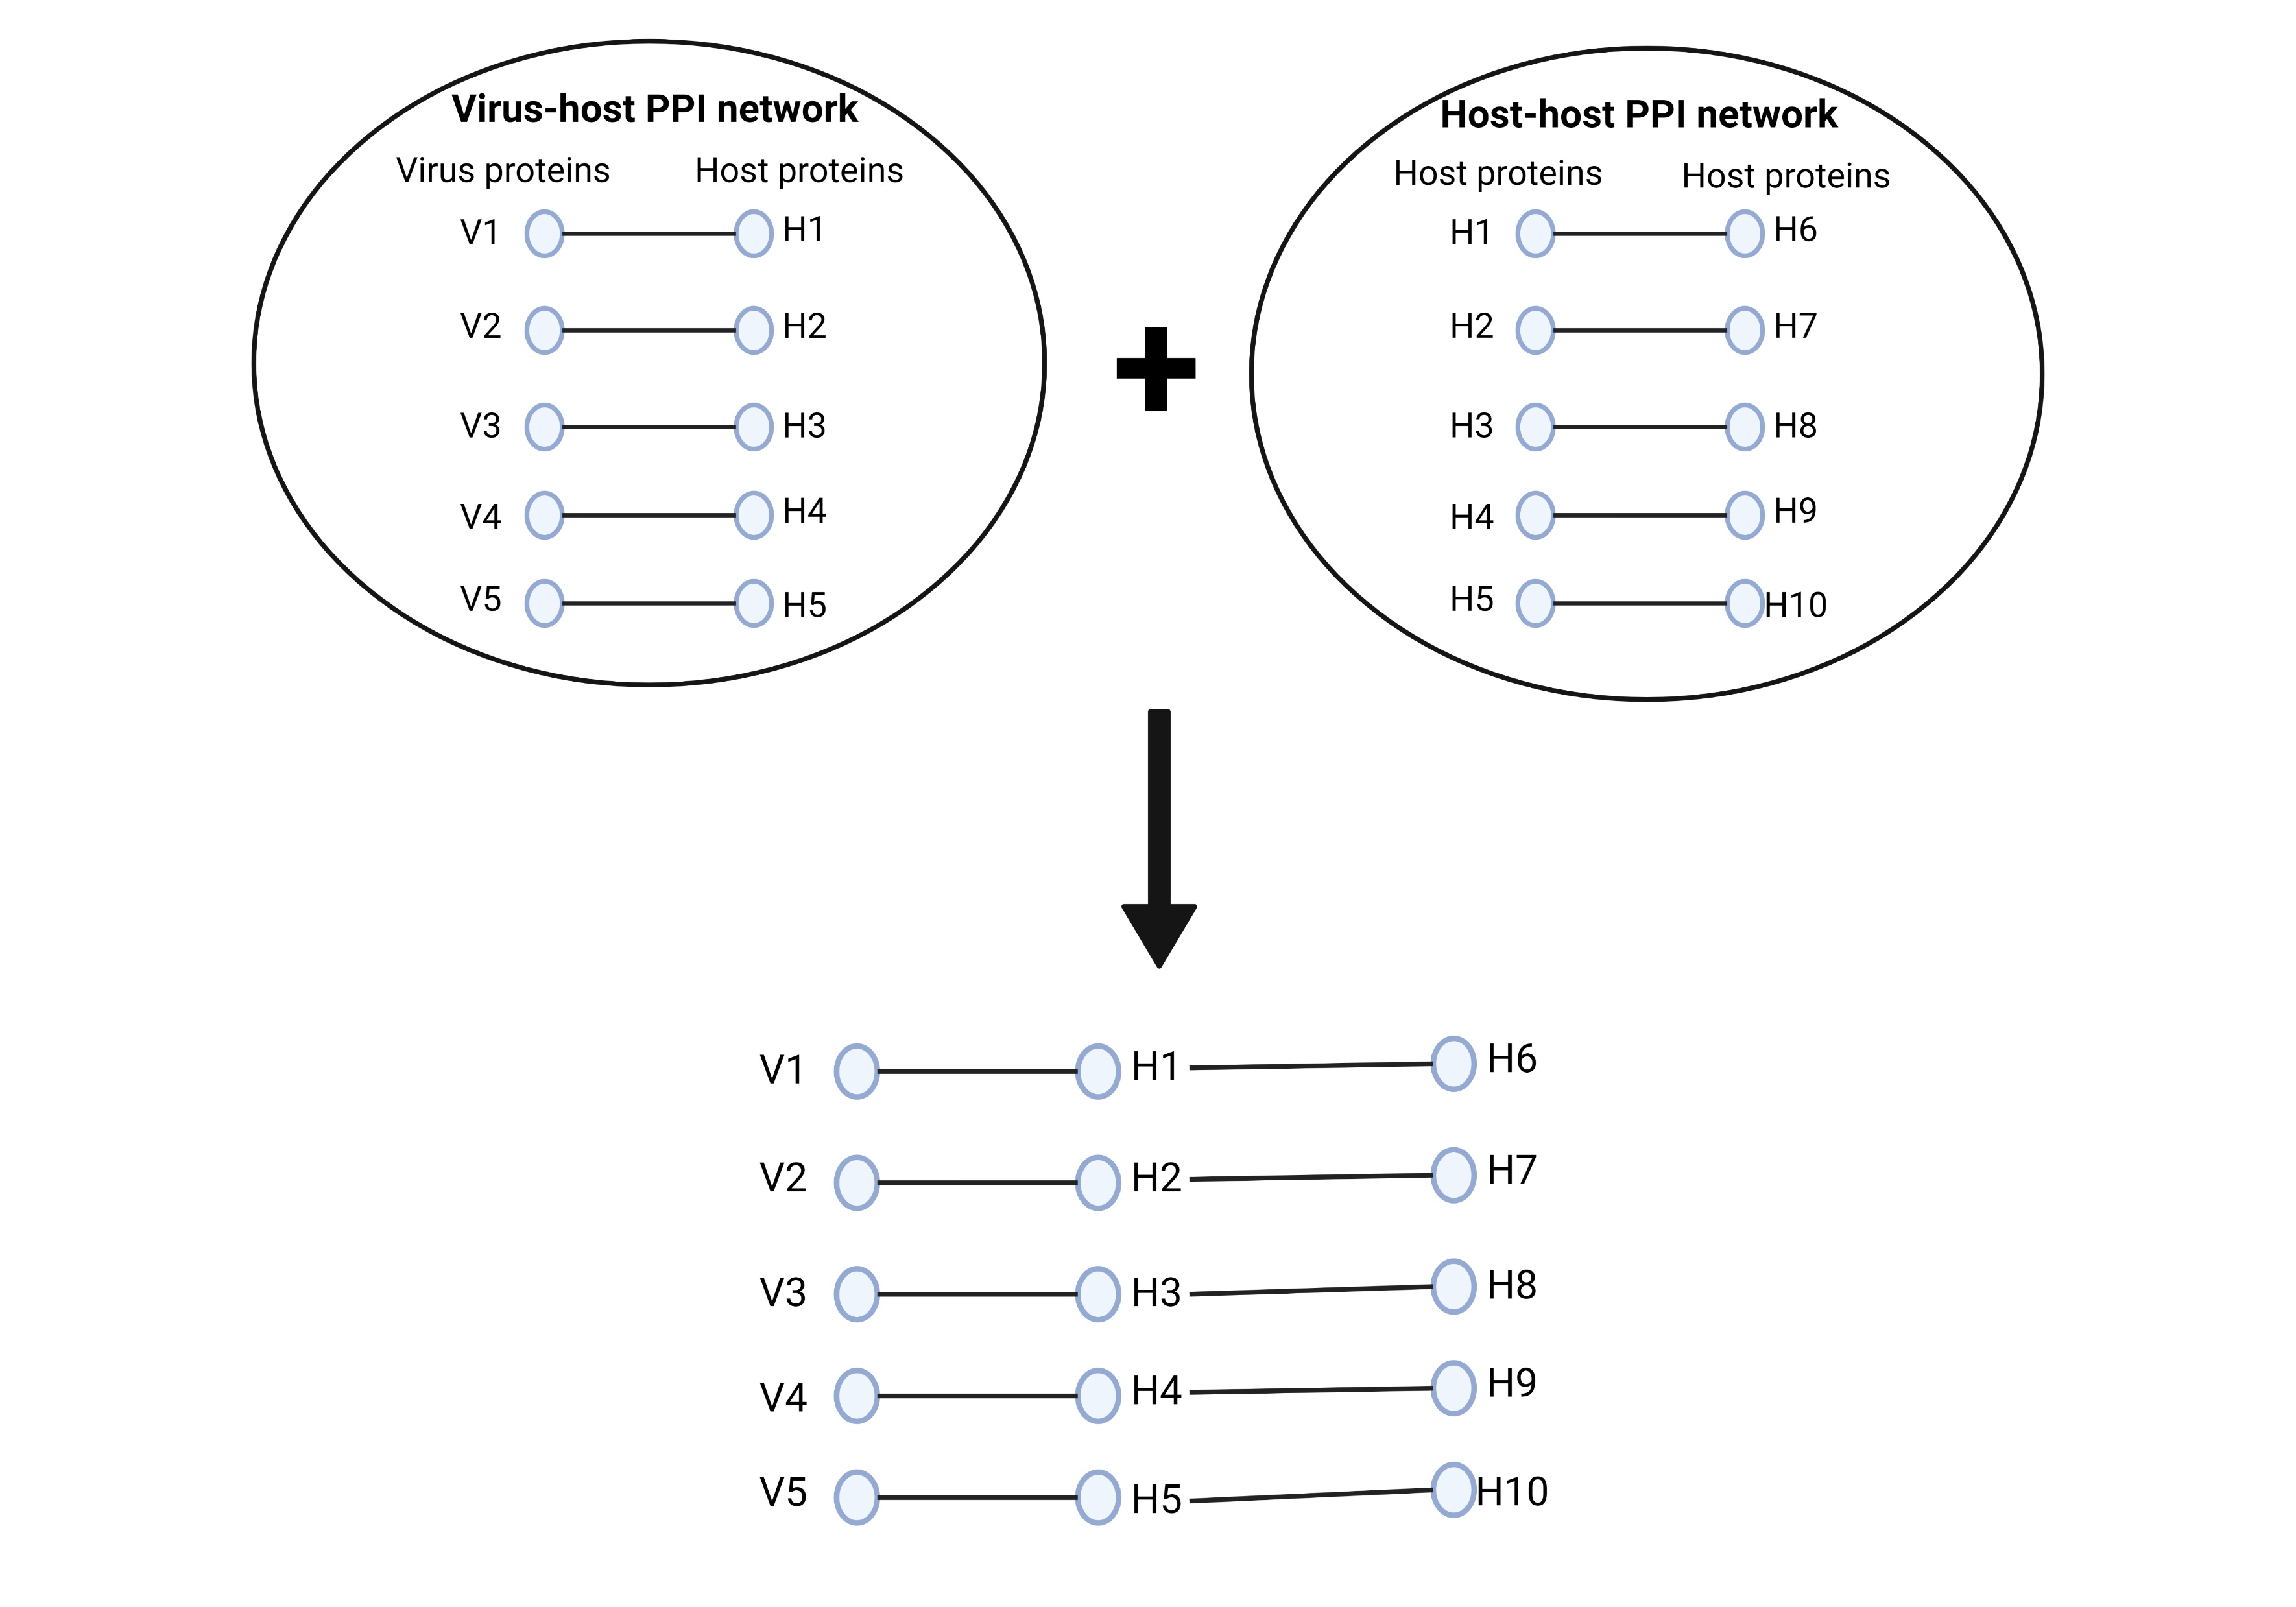 Virus-host PPI network
Virus proteins Host proteins
V1 H1
V2 H2
V3 H3
V4 H4
V5 H5
Host-host PPI network
Host proteins Host proteins
H1 H6
H2 H7
H3 H8
H4 H9
H5 H10
V1 H1 H6
V2 H2 H7
V3 H3 H8
V4 H4 H9
V5 H5 H10